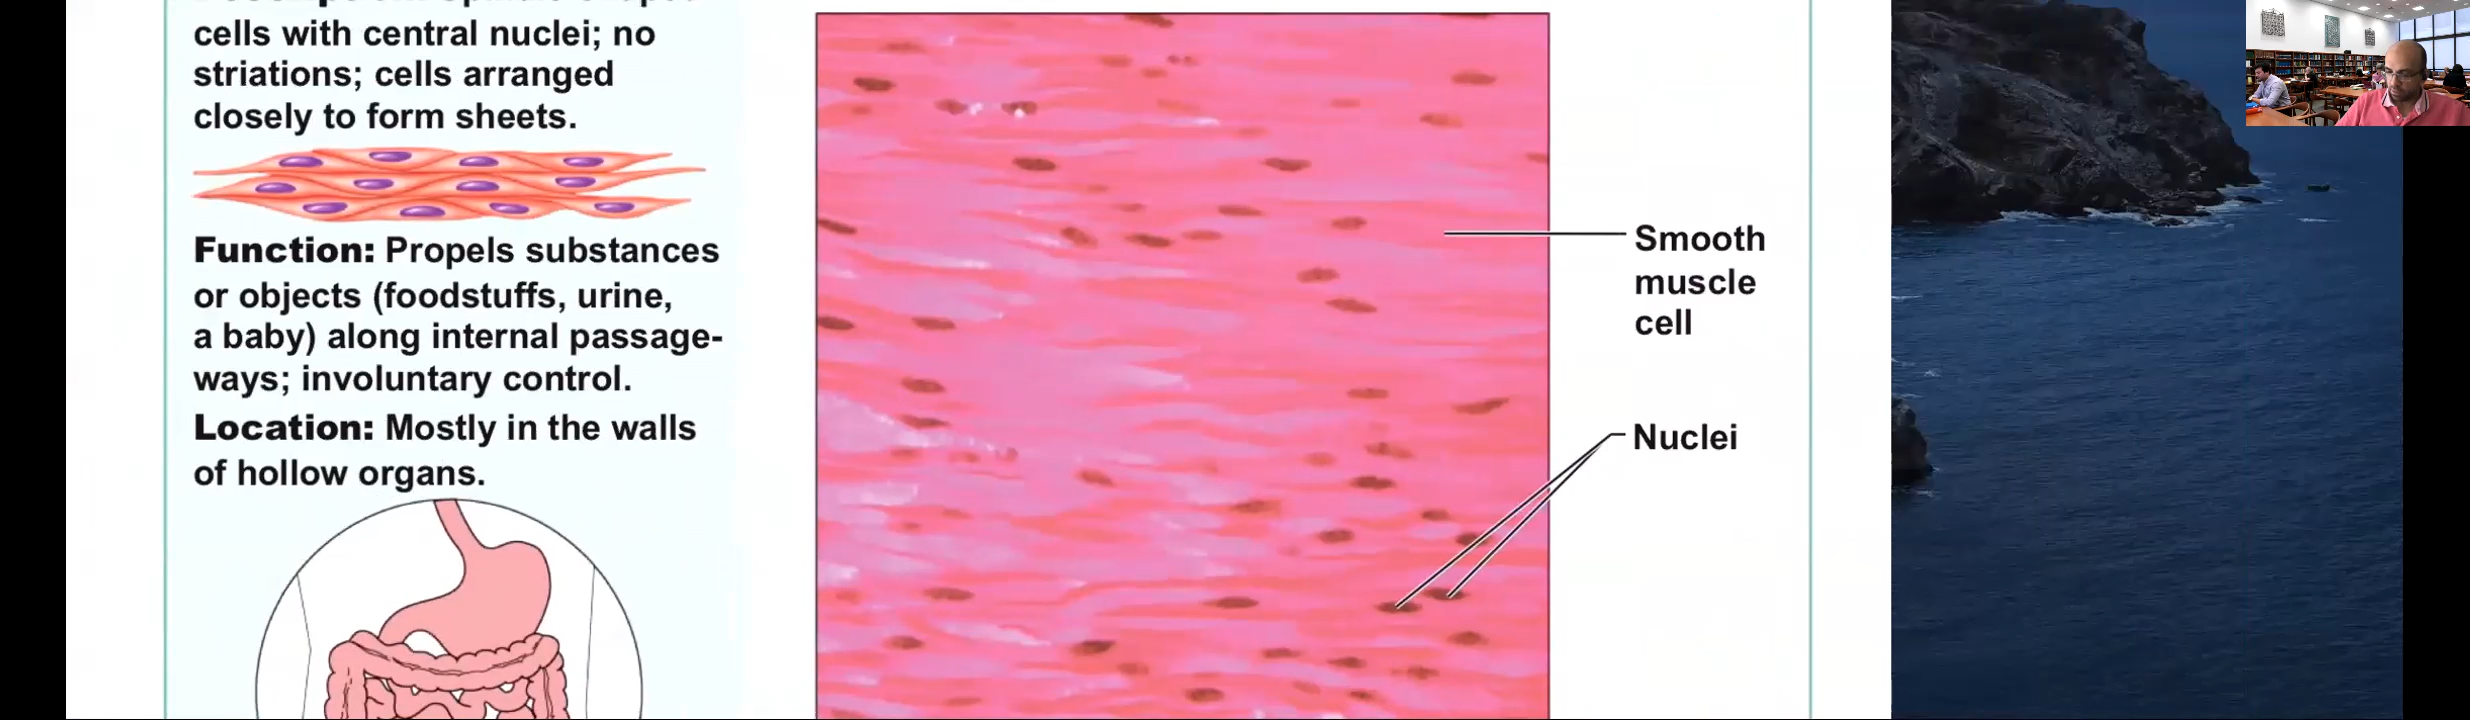 cells with central nuclei; no
striations; cells arranged
closely to form sheets.
Function: Propels substances
or objects (foodstuffs, urine,
a baby) along internal passage-
ways; involuntary control.
Location: Mostly in the walls
of hollow organs.
Smooth
muscle
cell
Nuclei